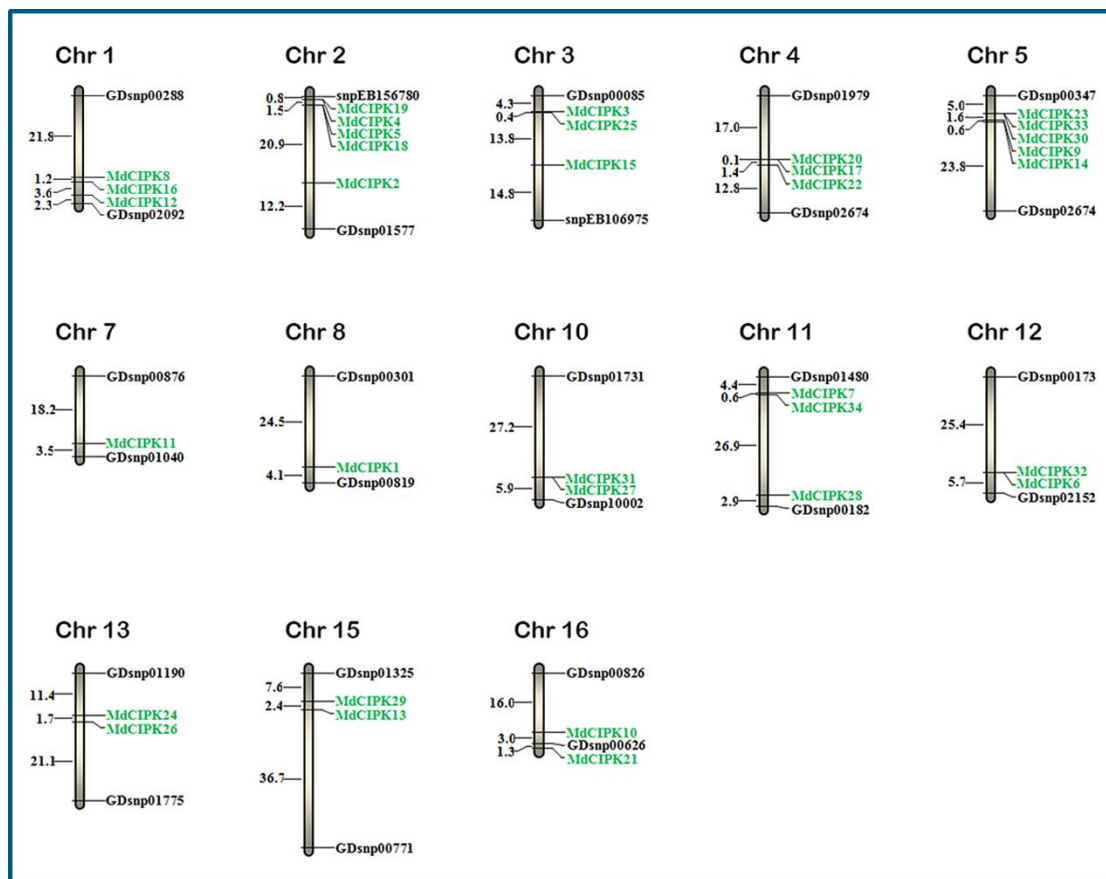 Chr 1
Chr 2
Chr 3
Chr 4
Chr 5
GDsnp00288
21.8
1.2
3.6
2.3
MdCIPK8
MdCIPK16
MdCIPK12
GDsnp02092
0.8
1.5
20.9
12.2
snpEB156780
MdCIPK19
MdCIPK4
MdCIPK5
MdCIPK18
MdCIPK2
GDsnp01577
4.3
0.4
13.8
14.8
GDsnp00085
MdCIPK3
MdCIPK25
MdCIPK15
snpEB106975
17.0
0.1
1.4
12.8
GDsnp01979
MdCIPK20
MdCIPK17
MdCIPK22
GDsnp02674
5.0
1.6
0.6
23.8
GDsnp00347
MdCIPK23
MdCIPK33
MdCIPK30
MdCIPK9
MdCIPK14
GDsnp02674
Chr 7
Chr 8
Chr 10
Chr 11
Chr 12
18.2
3.5
GDsnp00876
MdCIPK11
GDsnp01040
24.5
4.1
GDsnp00301
MdCIPK1
GDsnp00819
27.2
5.9
GDsnp01731
MdCIPK31
MdCIPK27
GDsnp10002
4.4
0.6
26.9
2.9
GDsnp01480
MdCIPK7
MdCIPK34
MdCIPK28
GDsnp00182
25.4
5.7
GDsnp00173
MdCIPK32
MdCIPK6
GDsnp02152
Chr 13
Chr 15
Chr 16
11.4
1.7
21.1
GDsnp01190
MdCIPK24
MdCIPK26
GDsnp01775
7.6
2.4
36.7
GDsnp01325
MdCIPK29
MdCIPK13
GDsnp00771
16.0
3.0
1.3
GDsnp00826
MdCIPK10
GDsnp00626
MdCIPK21